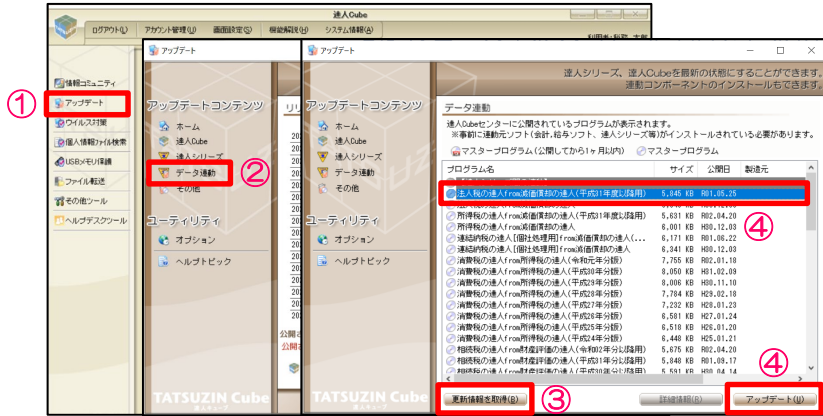 達人Cube
ログアウト(L) アカウント管理(U) 画面設定(G) 機能解説(H) システム情報(A)
情報コミュニティ
① アップデート
ウイルス対策
個人情報ファイル検索
USBメモリ保護
ファイル転送
その他ツール
ヘルプデスクツール
アップデート
アップデートコンテンツ
ホーム
達人Cube
達人シリーズ
データ連動 ②
その他
ユーティリティ
オプション
ヘルプトピック
TATSUZIN Cube
アップデート
アップデートコンテンツ
ホーム
達人Cube
達人シリーズ
データ連動
その他
ユーティリティ
オプション
ヘルプトピック
TATSUZIN Cube
達人シリーズ、達人Cubeを最新の状態にすることができます。
連動コンポーネントのインストールもできます。
データ連動
達人Cubeセンターに公開されているプログラムが表示されます。
※事前に連動元ソフト(会計、給与ソフト、達人シリーズ等)がインストールされている必要があります。
マスタープログラム(公開してから1ヶ月以内) マスタープログラム
プログラム名 サイズ 公開日 製造元
法人税の達人from減価償却の達人(平成31年度以降用) 5,845 KB R01.05.25
所得税の達人from減価償却の達人(平成31年度以降用) 5,631 KB R02.04.20 ④
所得税の達人from減価償却の達人 6,001 KB H30.12.03
連結納税の達人[個社処理用]from減価償却の達人(... 6,171 KB R01.06.22
連結納税の達人[個社処理用]from減価償却の達人 6,341 KB H30.12.03
消費税の達人from所得税の達人(令和元年分版) 7,755 KB R02.01.18
消費税の達人from所得税の達人(平成30年分版) 8,050 KB H31.02.09
消費税の達人from所得税の達人(平成29年分版) 8,006 KB H30.11.10
消費税の達人from所得税の達人(平成28年分版) 7,784 KB H29.02.18
消費税の達人from所得税の達人(平成27年分版) 7,232 KB H28.01.23
消費税の達人from所得税の達人(平成26年分版) 6,581 KB H27.01.24
消費税の達人from所得税の達人(平成25年分版) 6,518 KB H26.01.20
消費税の達人from所得税の達人(平成24年分版) 6,448 KB H25.01.21
相続税の達人from財産評価の達人(令和02年分以降用) 5,675 KB R02.04.20
相続税の達人from財産評価の達人(平成31年分以降用) 5,848 KB R01.09.17
相続税の達人from財産評価の達人(平成30年分以降用) 5,591 KB H30.04.14
更新情報を取得(B) ③ 詳細情報(R) ④ アップデート(U)